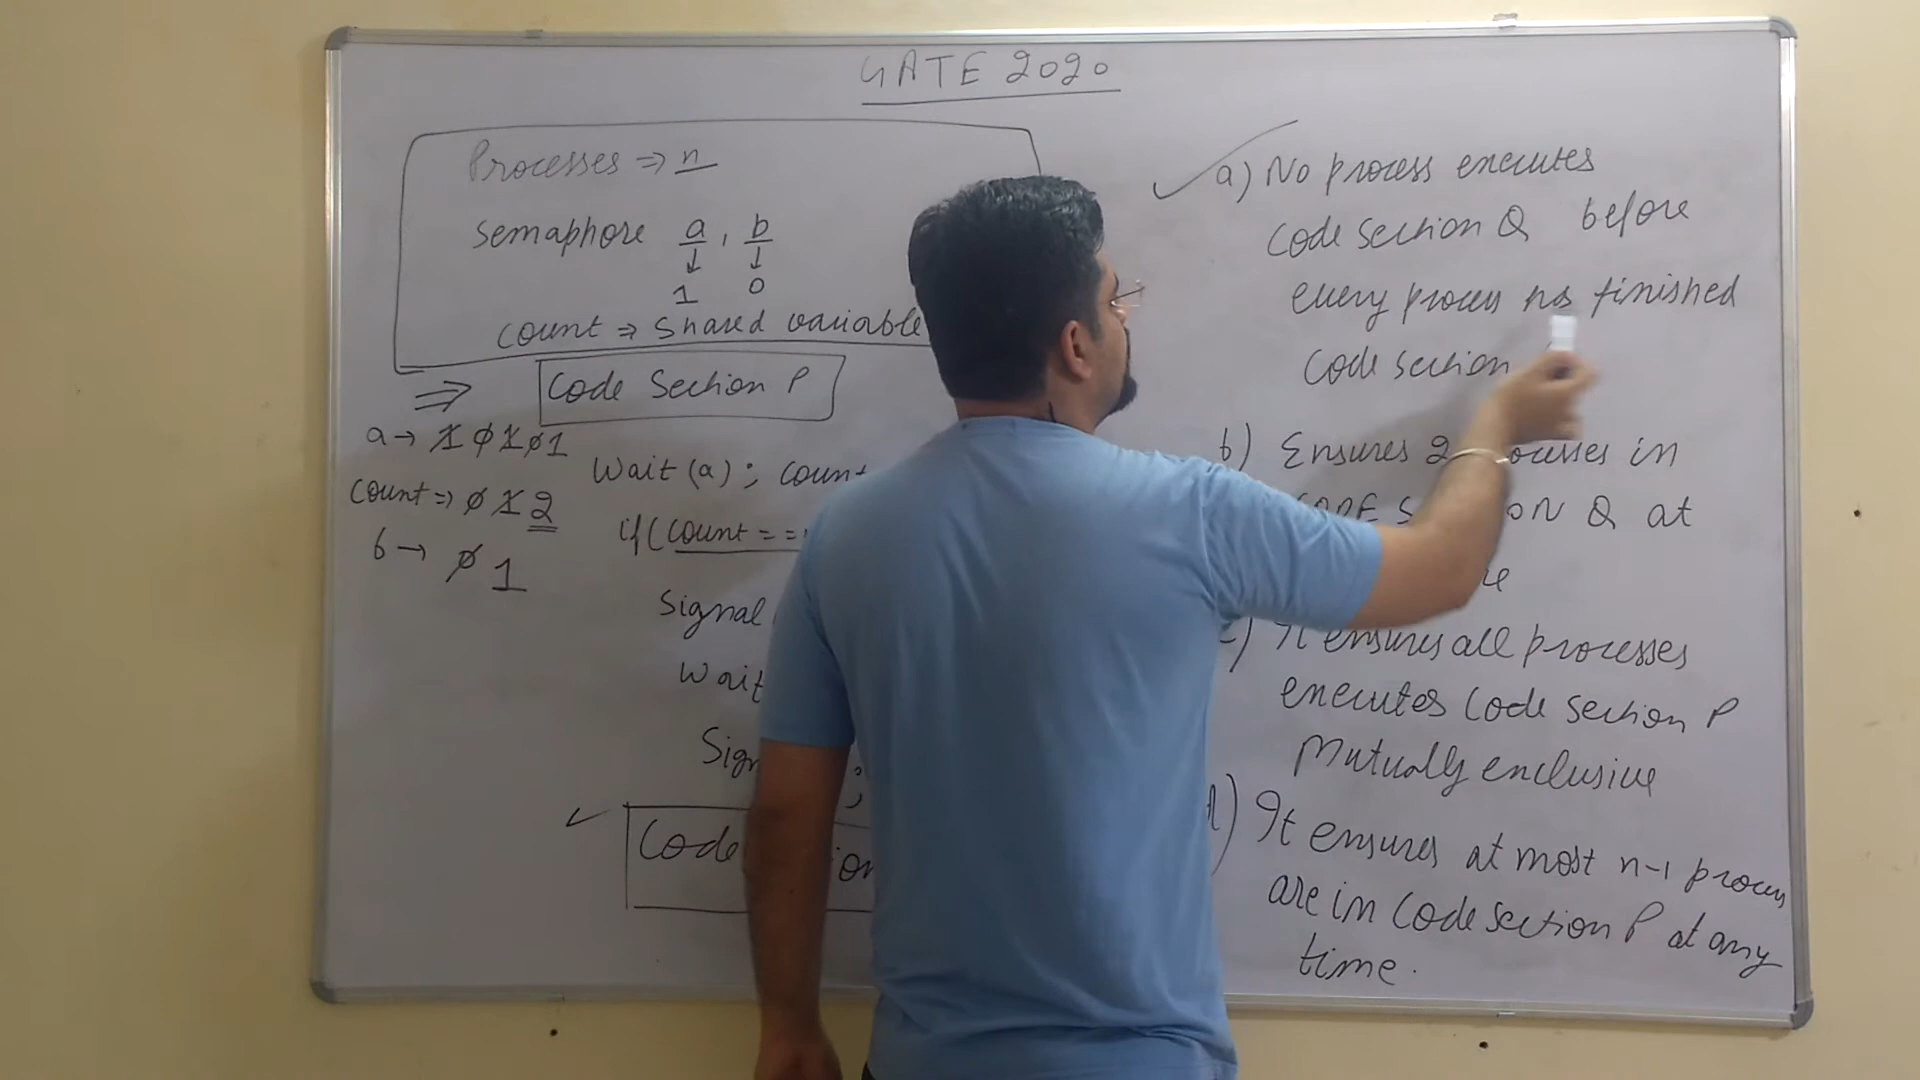 GATE 2020
Processes ⇒ n
Semaphore a, b
↓ ↓
1 0
count ⇒ Shared variable
⇒ Code Section P
a → 1 0 1 0 1
Wait (a); count
count ⇒ 0 1 2
if (count ==
b → 0 1
Signal
Wait
;
;
Code
a) No process executes
Code section Q before
every process has finished
Code section
b) Ensures 2 in
Q at
It ensures all processes
executes Code Section P
Mutually exclusive
It ensures at most n-1 process
are in Code Section P at any
time.